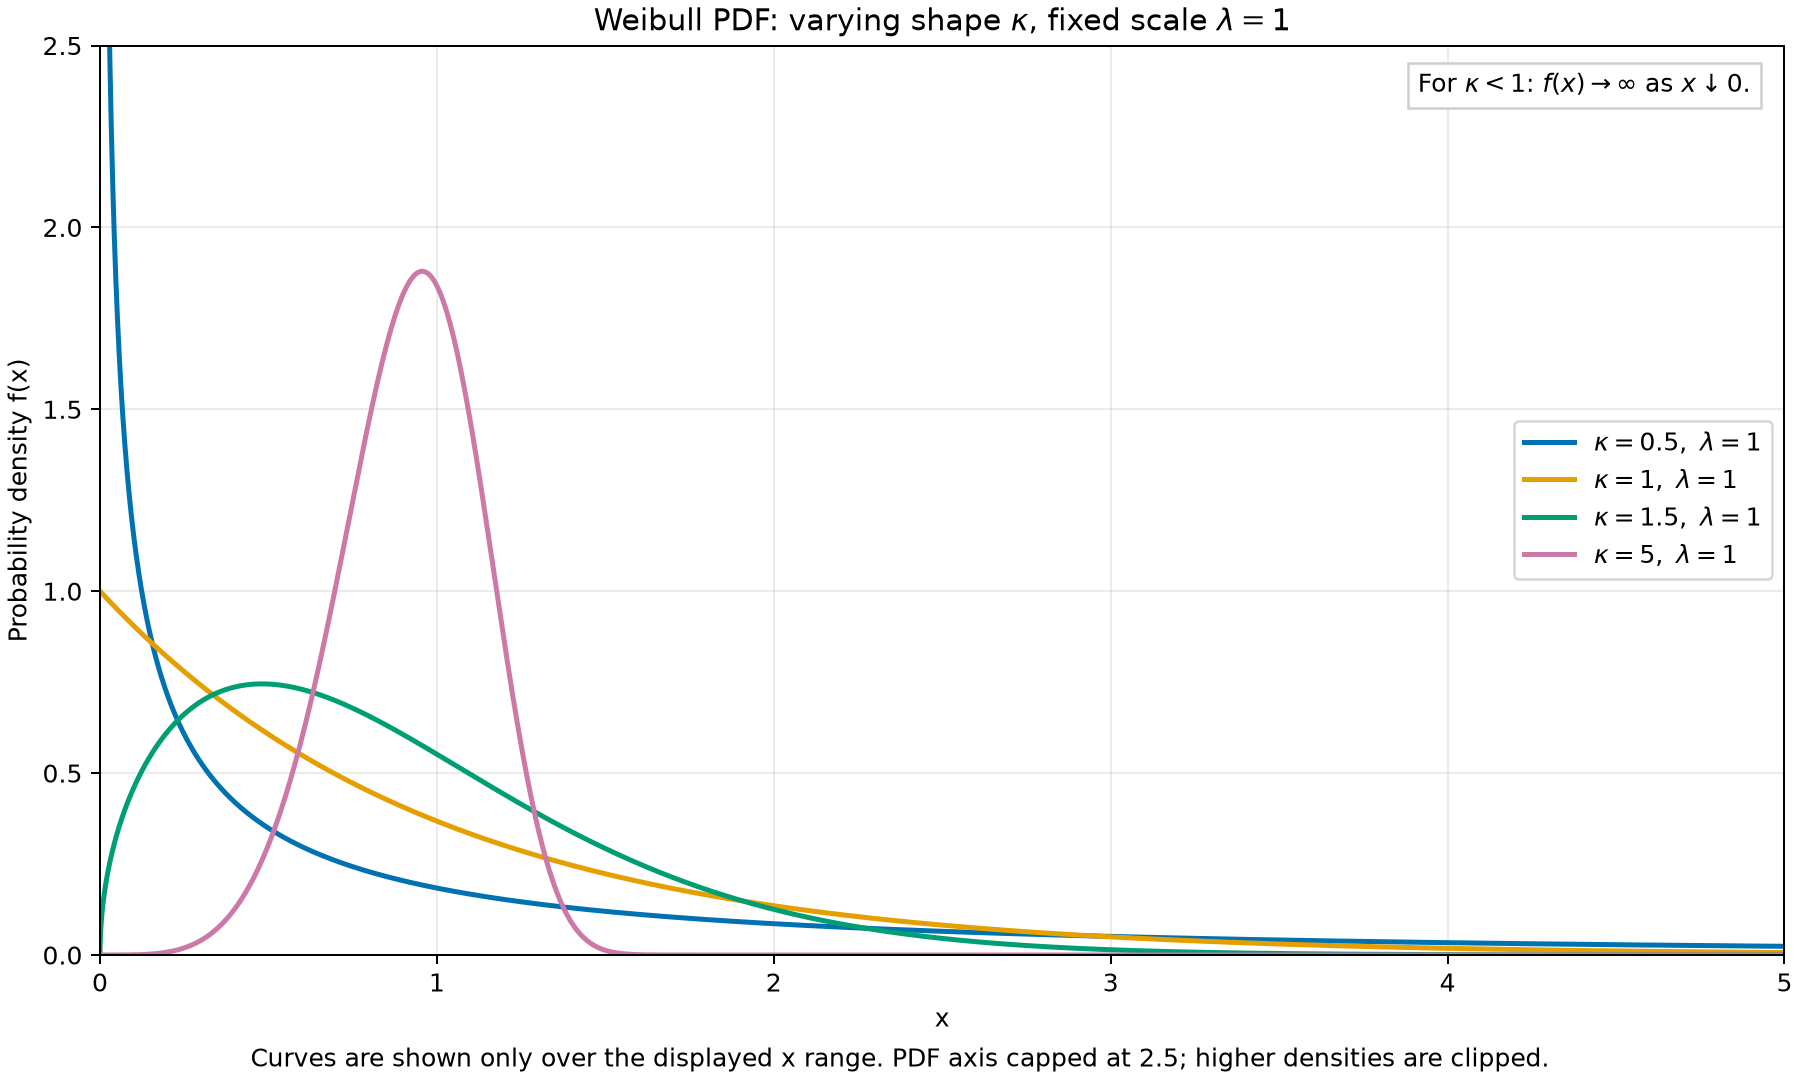 Weibull PDF: varying shape κ, fixed scale λ = 1
For κ < 1: f(x) → ∞ as x ↓ 0.
Probability density f(x)
2.5
2.0
1.5
1.0
0.5
0.0
κ = 0.5, λ = 1
κ = 1, λ = 1
κ = 1.5, λ = 1
κ = 5, λ = 1
0 1 2 3 4 5
x
Curves are shown only over the displayed x range. PDF axis capped at 2.5; higher densities are clipped.